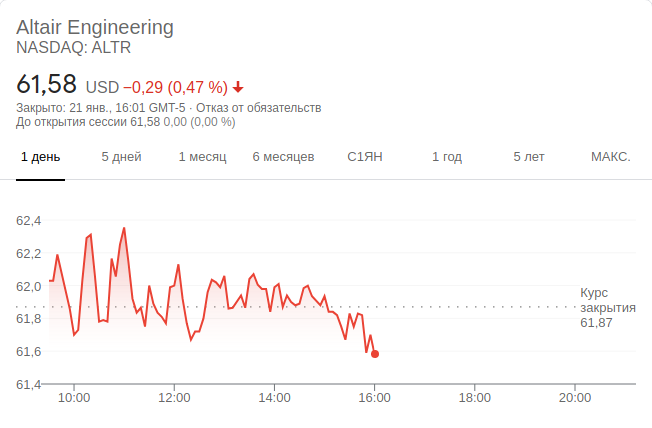 Altair Engineering
NASDAQ: ALTR
61,58 USD −0,29 (0,47 %)
Закрыто: 21 янв., 16:01 GMT-5 · Отказ от обязательств
До открытия сессии 61,58 0,00 (0,00 %)
1 день 5 дней 1 месяц 6 месяцев С1ЯН 1 год 5 лет МАКС.
62,4
62,2
62,0
61,8
61,6
61,4
Курс
закрытия
61,87
10:00 12:00 14:00 16:00 18:00 20:00